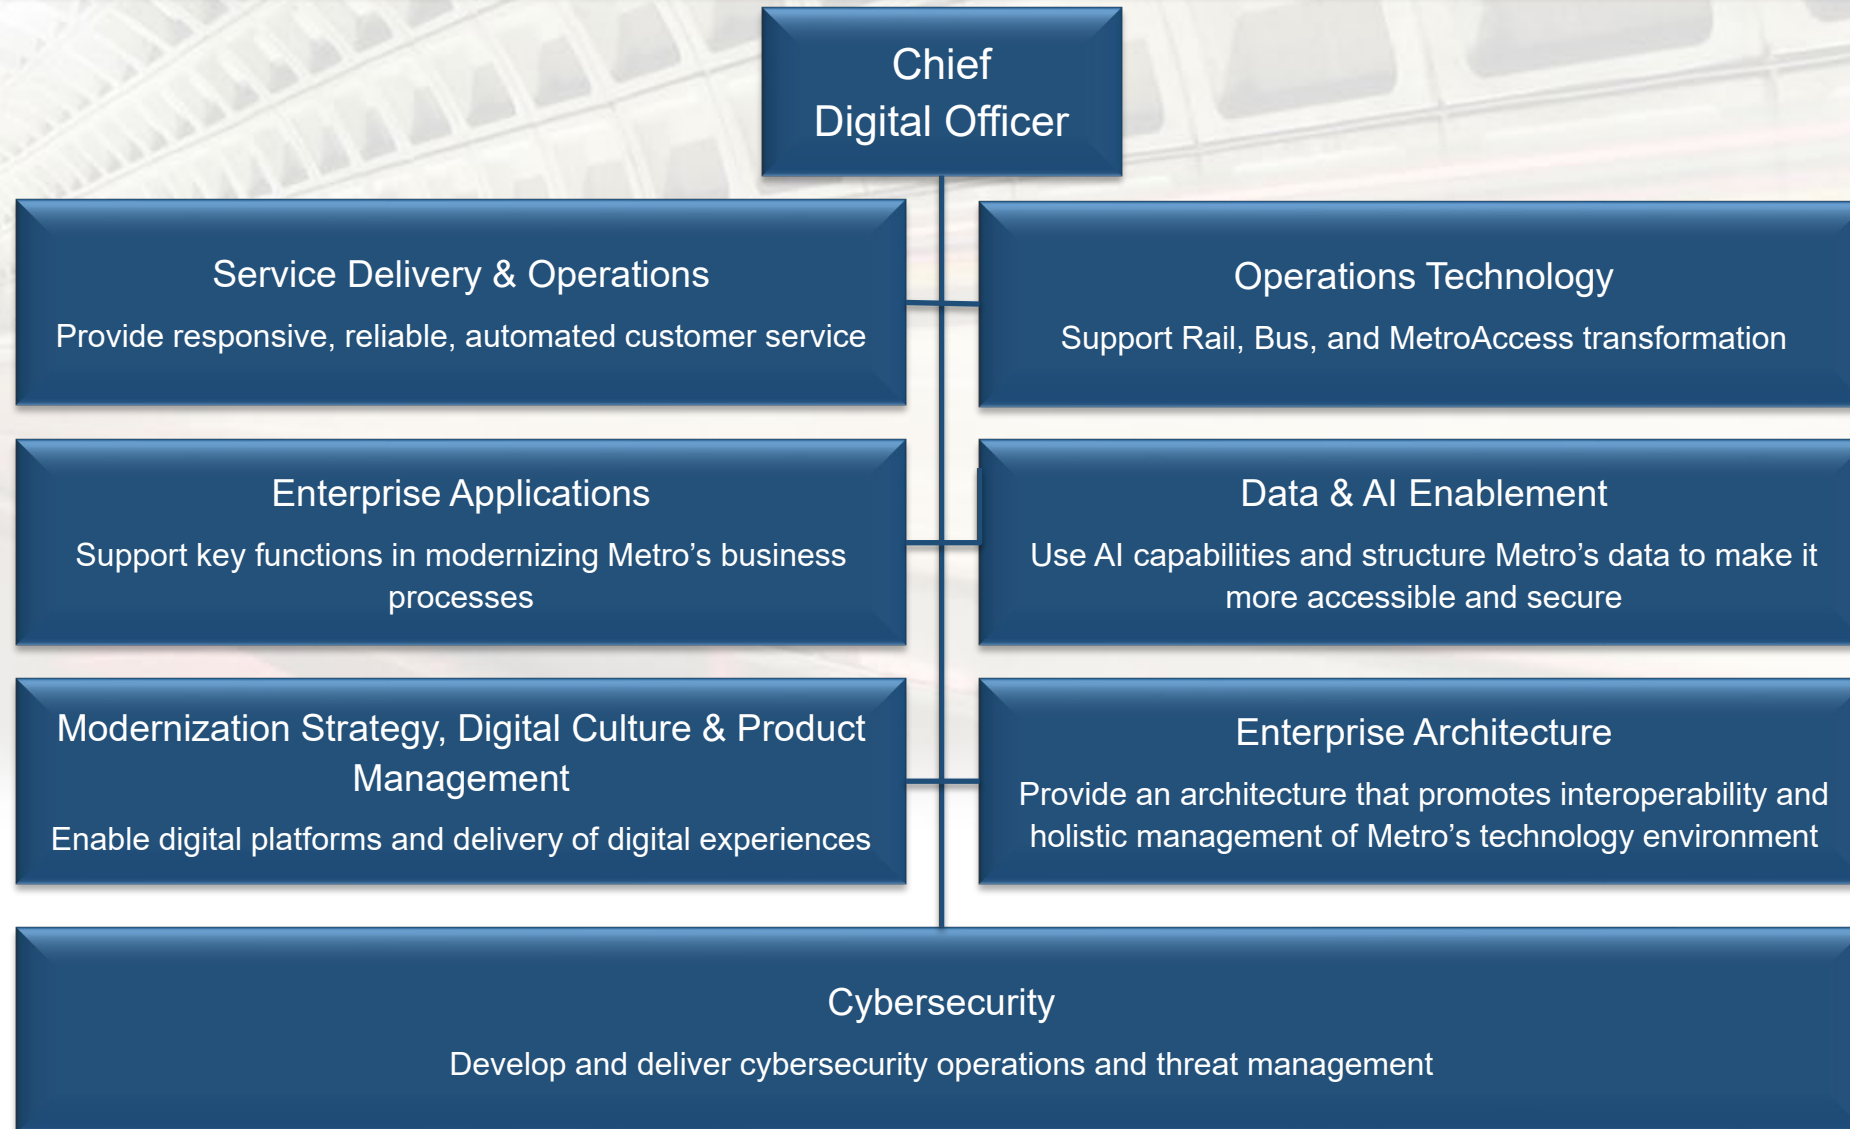 Chief
Digital Officer
Service Delivery & Operations
Provide responsive, reliable, automated customer service
Operations Technology
Support Rail, Bus, and MetroAccess transformation
Enterprise Applications
Support key functions in modernizing Metro’s business
processes
Data & AI Enablement
Use AI capabilities and structure Metro’s data to make it
more accessible and secure
Modernization Strategy, Digital Culture & Product
Management
Enable digital platforms and delivery of digital experiences
Enterprise Architecture
Provide an architecture that promotes interoperability and
holistic management of Metro’s technology environment
Cybersecurity
Develop and deliver cybersecurity operations and threat management